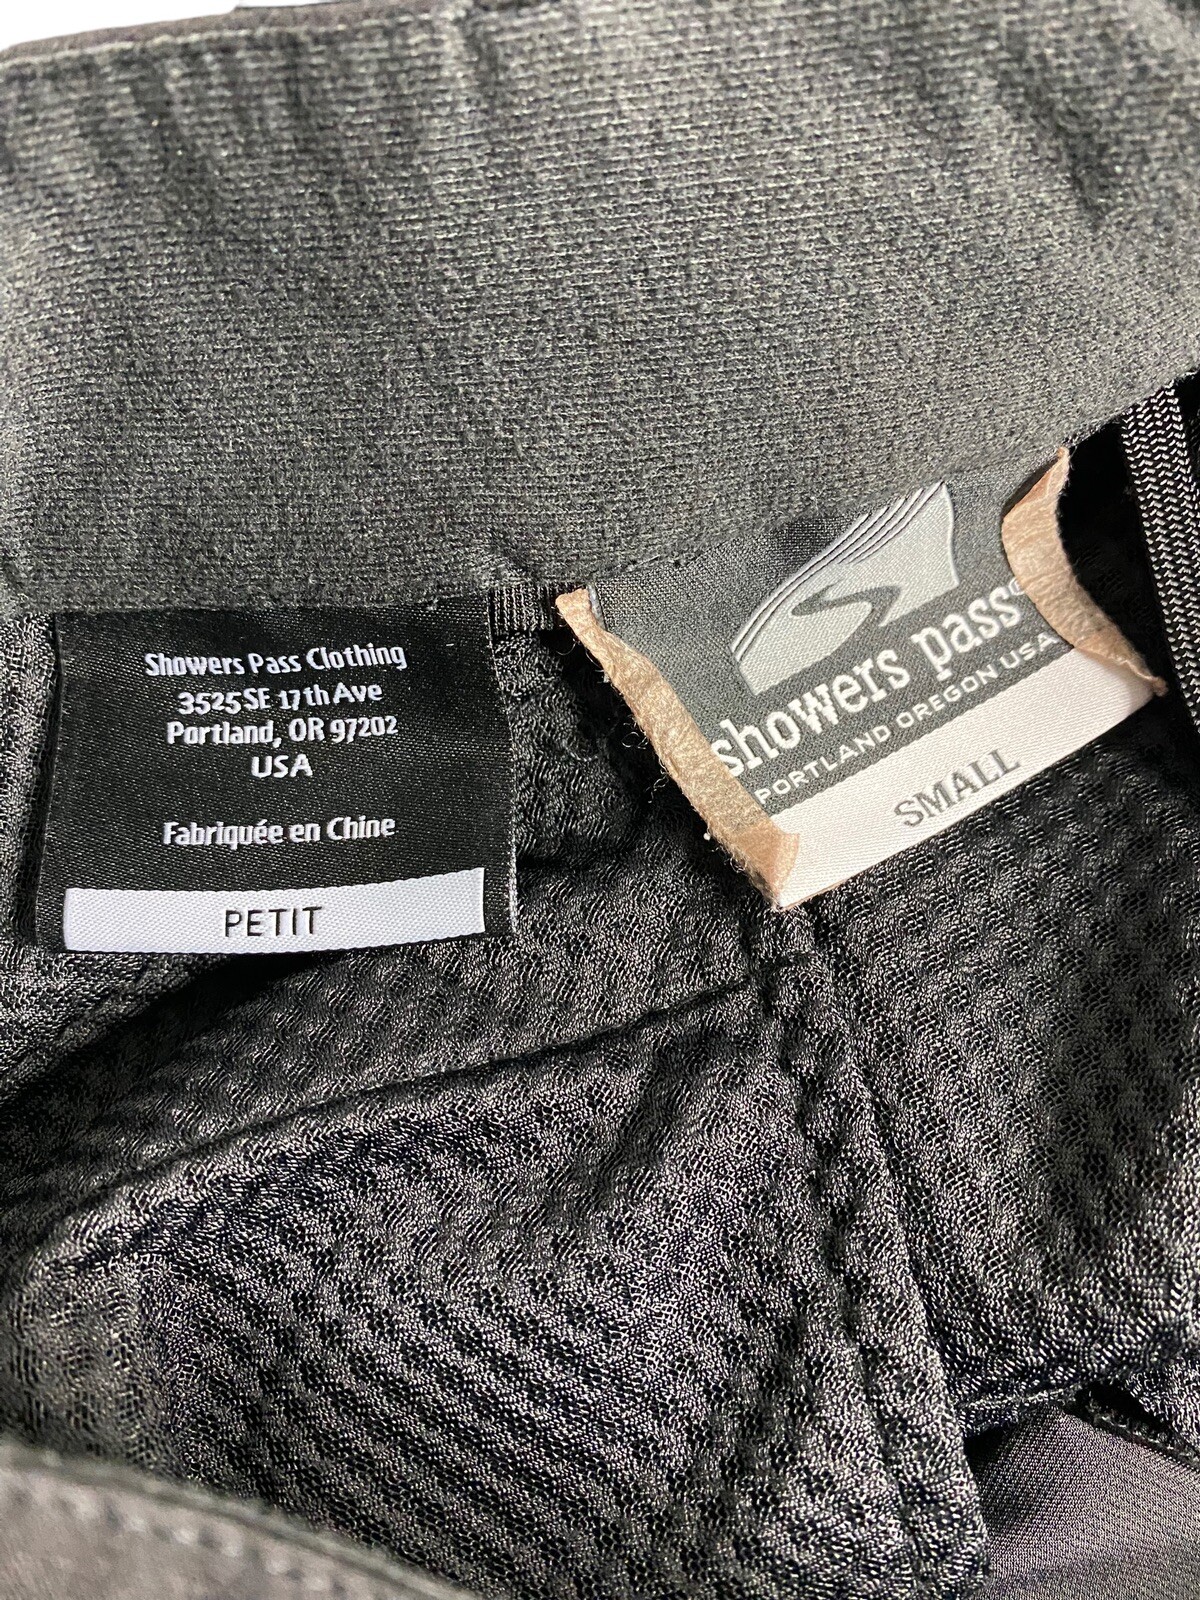 Showers Pass Clothing
3525 SE 17th Ave
Portland, OR 97202
USA
Fabriquée en Chine
PETIT
showers pass®
PORTLAND OREGON USA
SMALL